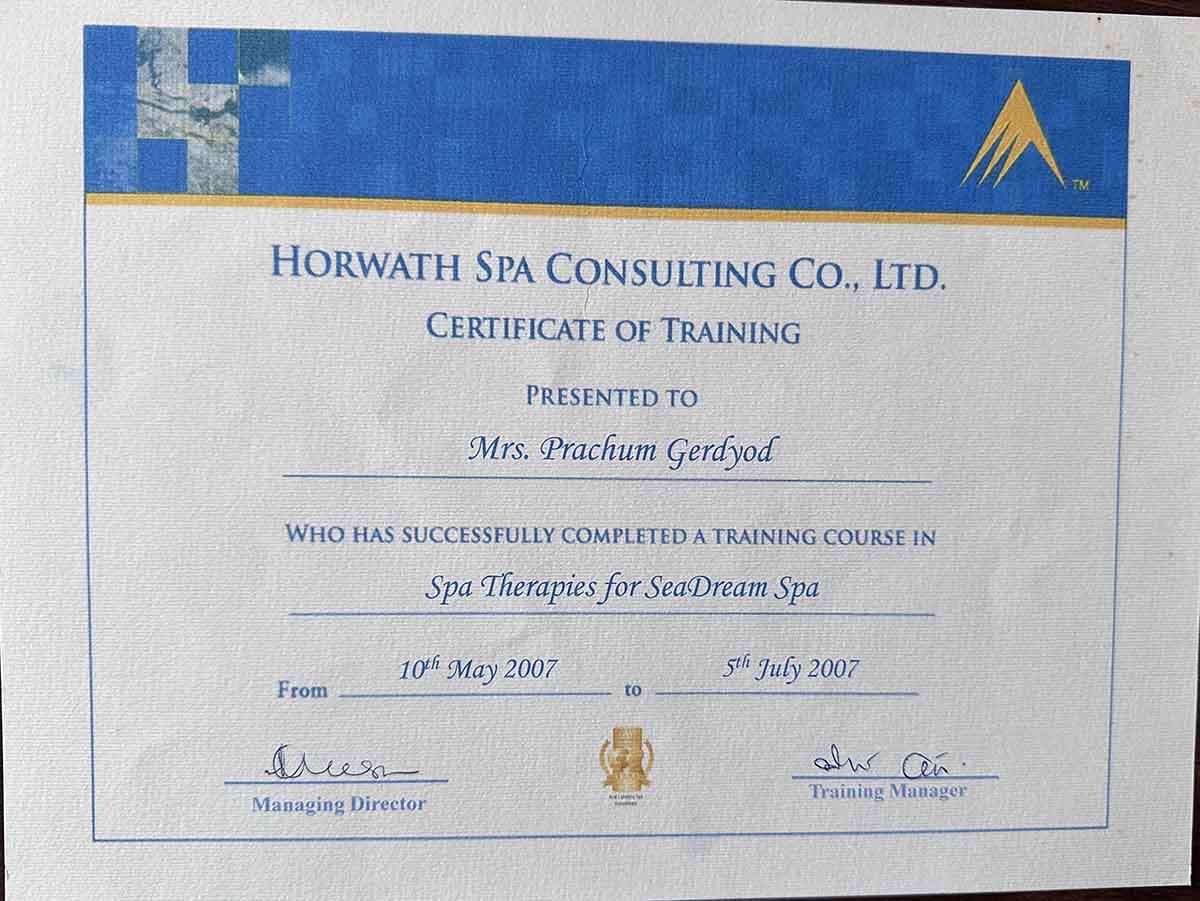 TM
HORWATH SPA CONSULTING CO., LTD.
CERTIFICATE OF TRAINING
PRESENTED TO
Mrs. Prachum Gerdyod
WHO HAS SUCCESSFULLY COMPLETED A TRAINING COURSE IN
Spa Therapies for SeaDream Spa
From 10th May 2007 to 5th July 2007
Managing Director
Training Manager